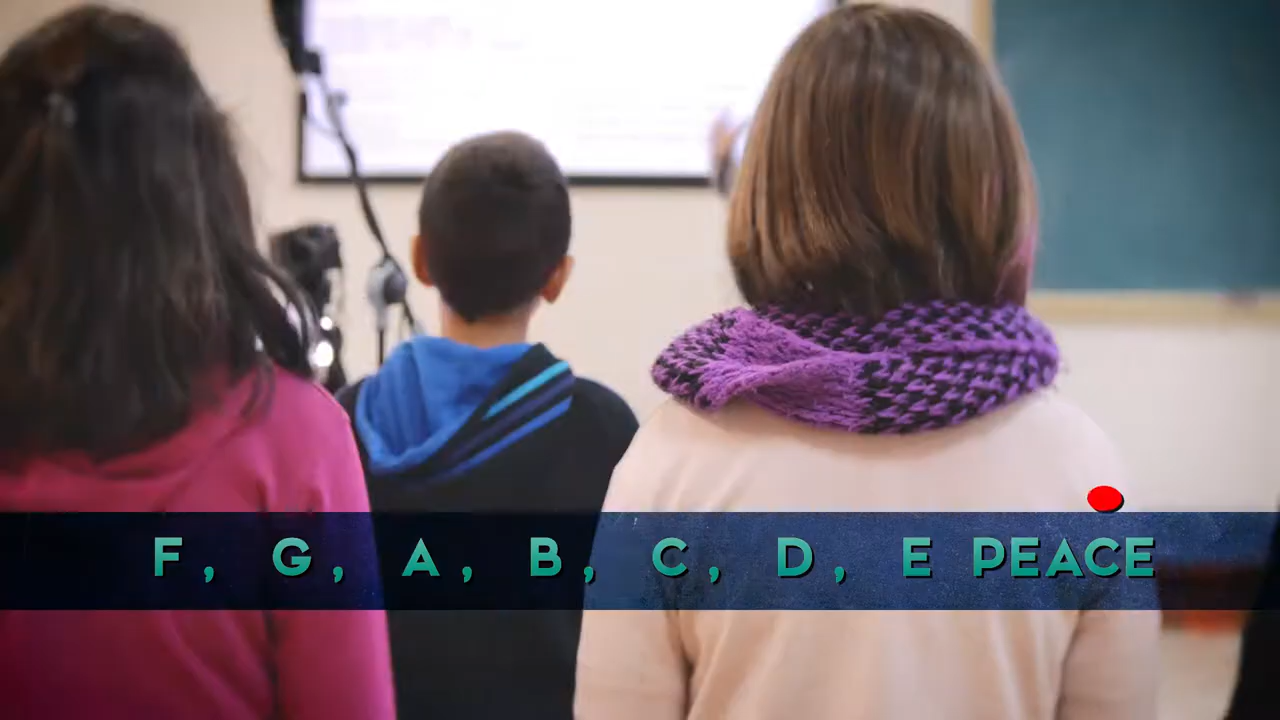 F, G, A, B, C, D, E PEACE